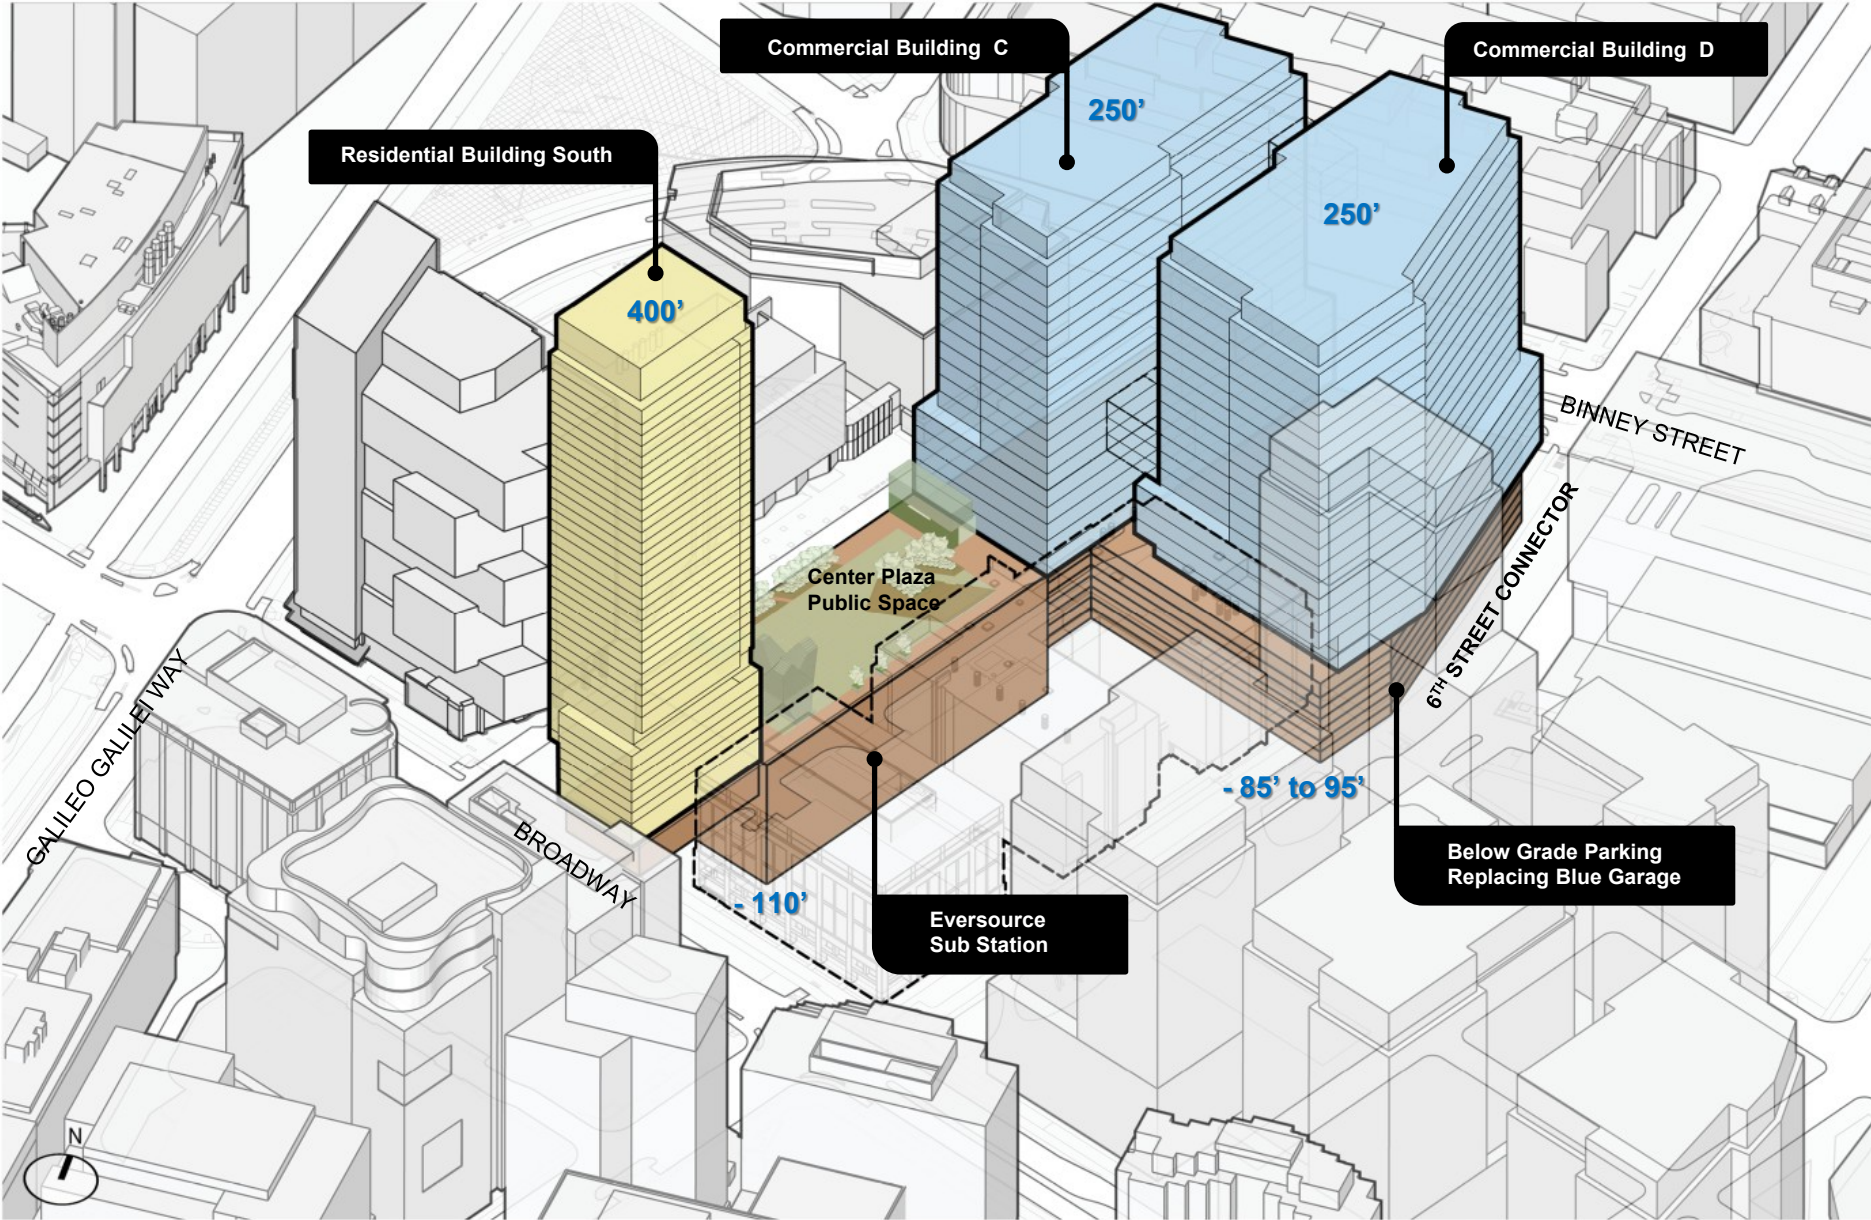 Commercial Building  C
Commercial Building  D
250’
Residential Building South
250’
400’
BINNEY STREET
6TH STREET CONNECTOR
Center Plaza
Public Space
GALILEO GALILEI WAY
- 85’ to 95’
BROADWAY
Below Grade Parking
Replacing Blue Garage
- 110’
Eversource
Sub Station
N